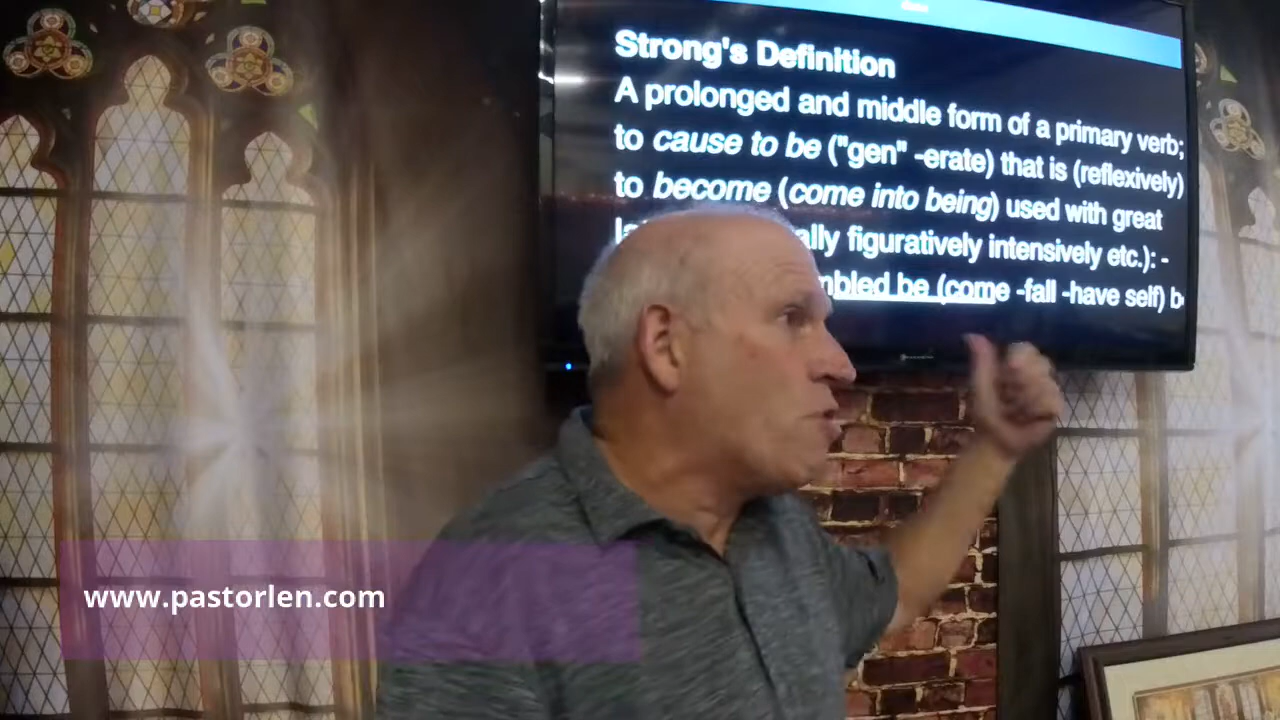 Strong's Definition
A prolonged and middle form of a primary verb;
to cause to be ("gen" -erate) that is (reflexively)
to become (come into being) used with great
ally figuratively intensively etc.): -
mbled be (come -fall -have self) b
www.pastorlen.com